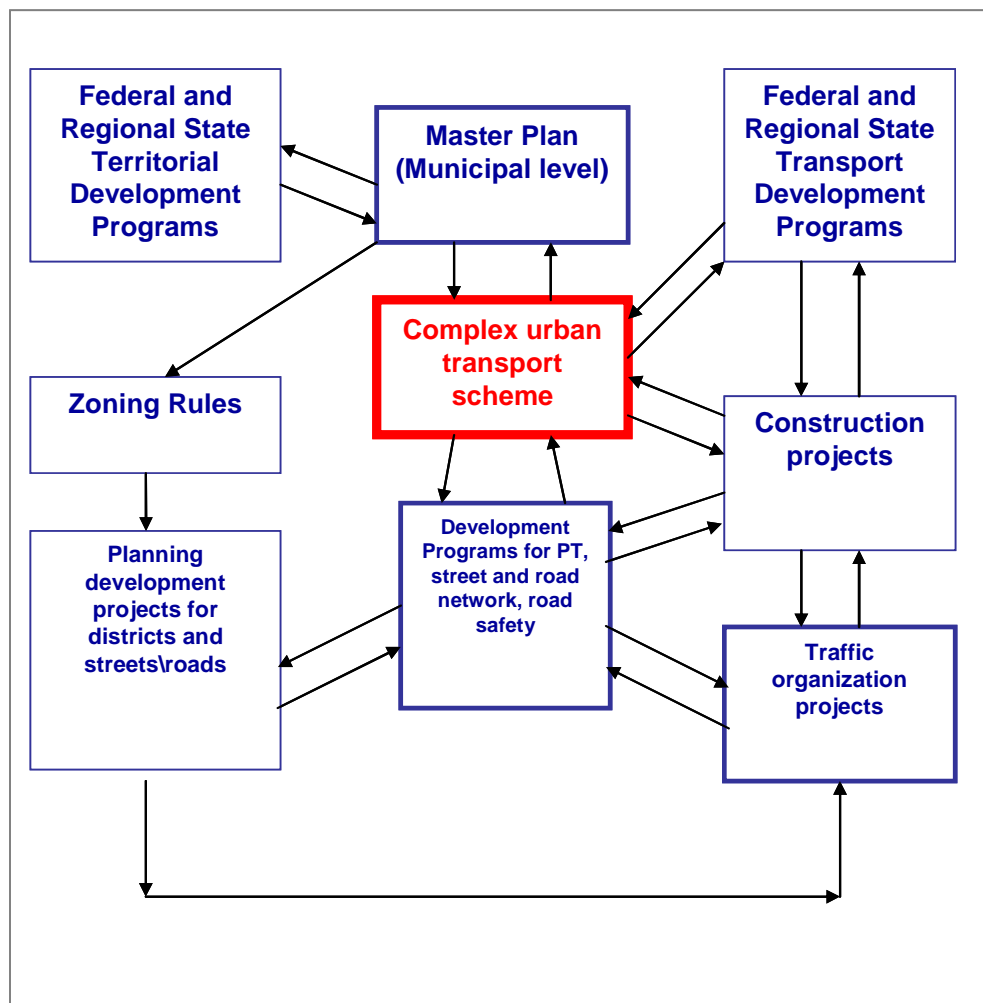 Federal and
Regional State
Territorial
Development
Programs
Master Plan
(Municipal level)
Federal and
Regional State
Transport
Development
Programs
Complex urban
transport
scheme
Zoning Rules
Construction
projects
Planning
development
projects for
districts and
streets\roads
Development
Programs for PT,
street and road
network, road
safety
Traffic
organization
projects